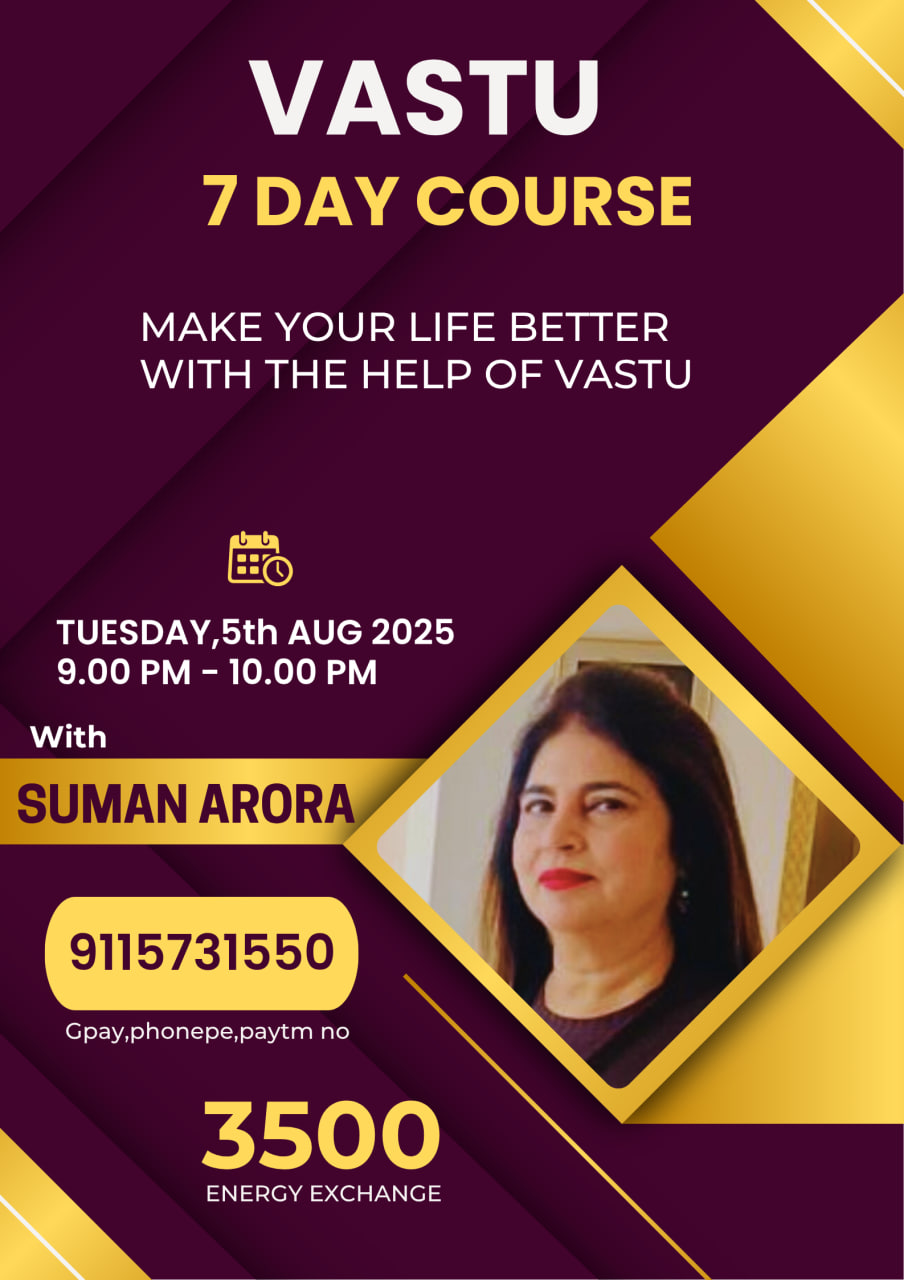 VASTU
7 DAY COURSE
MAKE YOUR LIFE BETTER
WITH THE HELP OF VASTU
TUESDAY,5th AUG 2025
9.00 PM - 10.00 PM
With
SUMAN ARORA
9115731550
Gpay,phonepe,paytm no
3500
ENERGY EXCHANGE